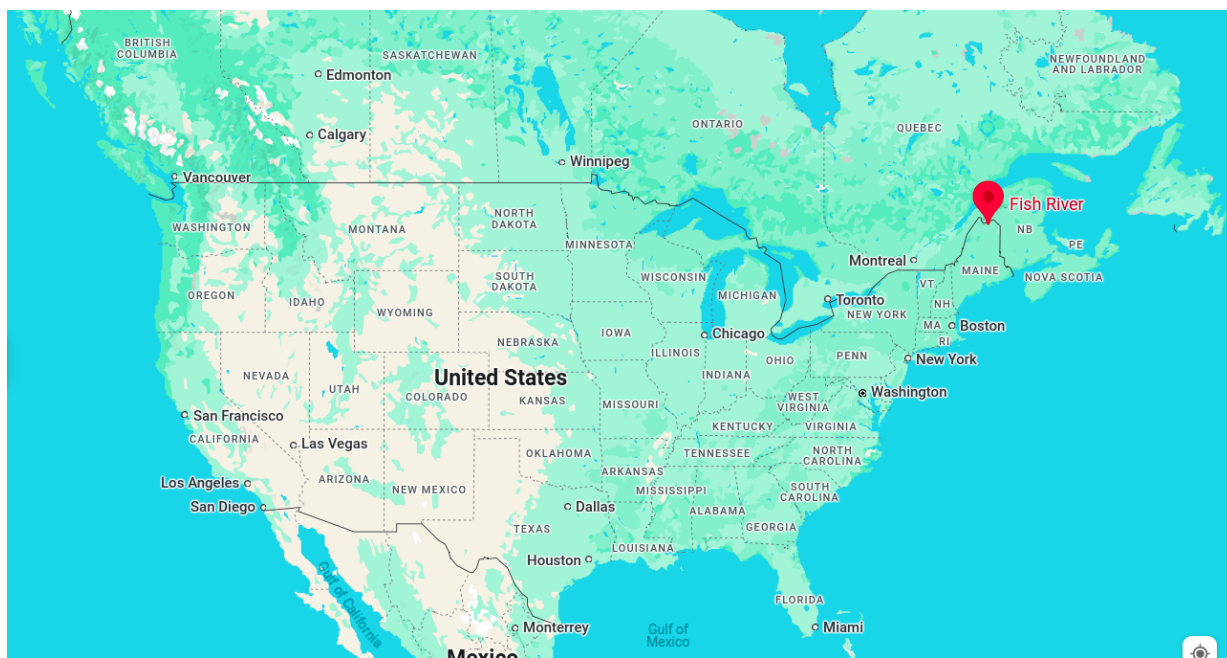 BRITISH
COLUMBIA
SASKATCHEWAN
NEWFOUNDLAND
AND LABRADOR
Edmonton
ONTARIO
QUEBEC
Calgary
Winnipeg
Vancouver
Fish River
NORTH
DAKOTA
WASHINGTON
MONTANA
NB
MINNESOTA
PE
Montreal
MAINE
NOVA SCOTIA
SOUTH
DAKOTA
WISCONSIN
VT
OREGON
IDAHO
MICHIGAN
Toronto
NH
WYOMING
NEW YORK
MA
Boston
IOWA
Chicago
RI
NEBRASKA
ILLINOIS
OHIO
PENN
New York
NEVADA
UTAH
United States
INDIANA
COLORADO
KANSAS
MISSOURI
WEST
VIRGINIA
Washington
San Francisco
KENTUCKY
VIRGINIA
CALIFORNIA
Las Vegas
OKLAHOMA
TENNESSEE
NORTH
CAROLINA
ARKANSAS
Los Angeles
ARIZONA
NEW MEXICO
MISSISSIPPI
SOUTH
CAROLINA
San Diego
Dallas
ALABAMA
TEXAS
GEORGIA
LOUISIANA
Houston
Gulf of California
FLORIDA
Monterrey
Gulf of
Mexico
Miami
Mexico